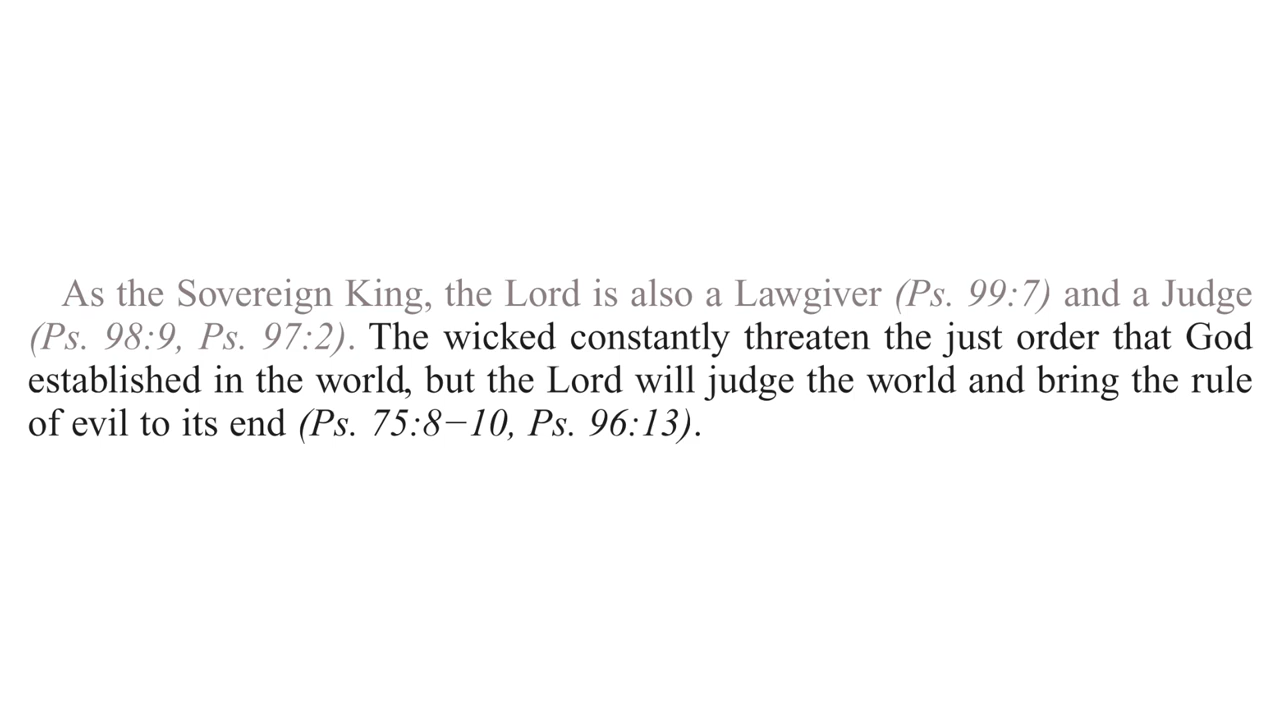 As the Sovereign King, the Lord is also a Lawgiver (Ps. 99:7) and a Judge
(Ps. 98:9, Ps. 97:2). The wicked constantly threaten the just order that God
established in the world, but the Lord will judge the world and bring the rule
of evil to its end (Ps. 75:8–10, Ps. 96:13).